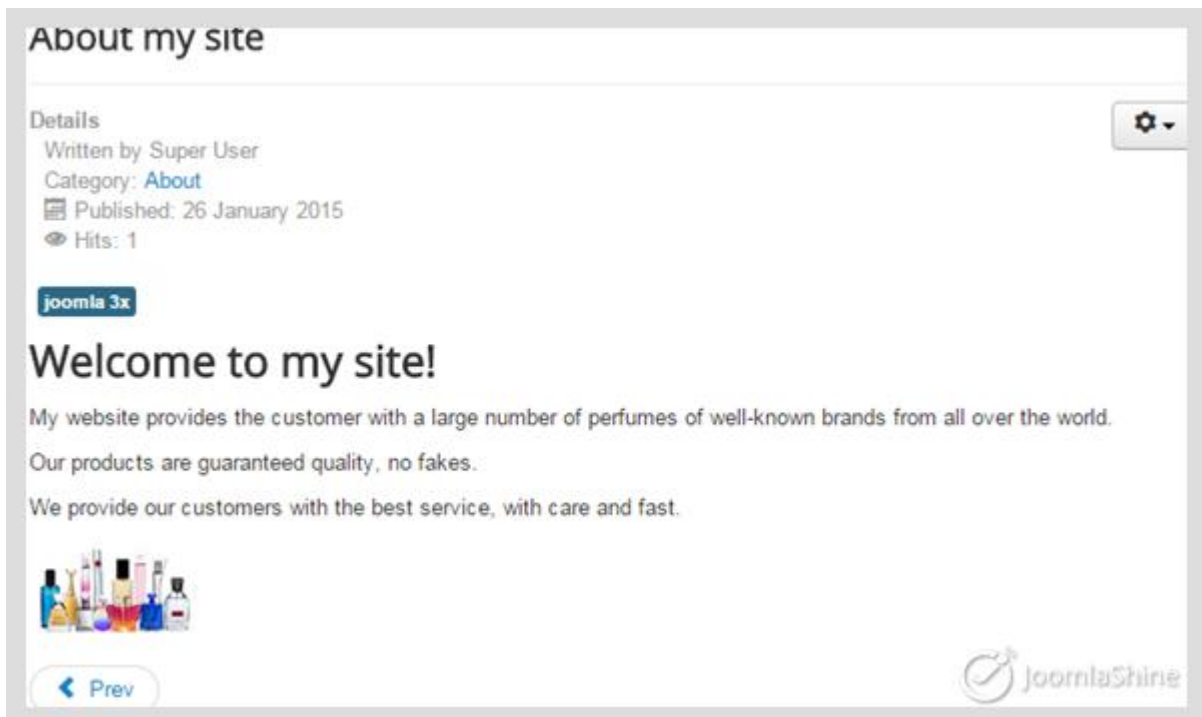 About my site
Details
Written by Super User
Category: About
Published: 26 January 2015
Hits: 1
joomla 3x
Welcome to my site!
My website provides the customer with a large number of perfumes of well-known brands from all over the world.
Our products are guaranteed quality, no fakes.
We provide our customers with the best service, with care and fast.
Prev
JoomlaShine